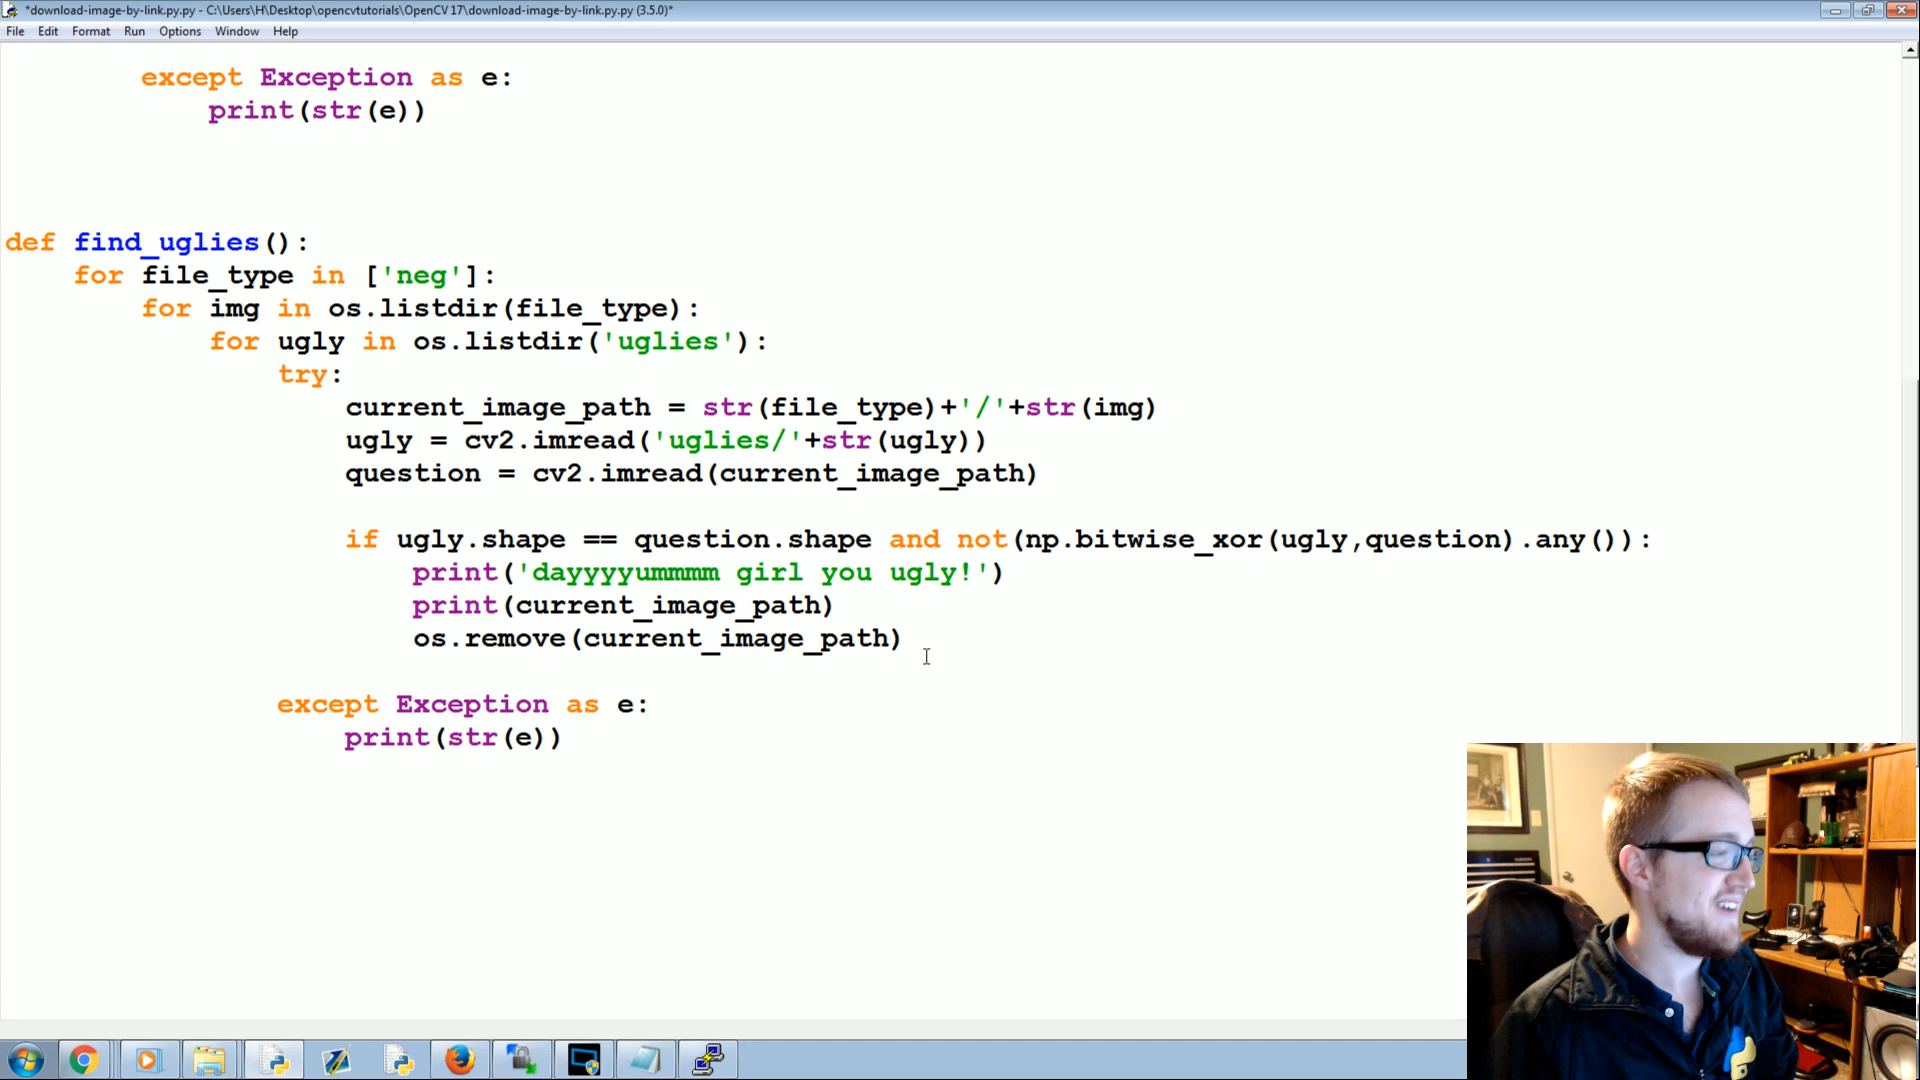 *download-image-by-link.py.py - C:\Users\H\Desktop\opencvtutorials\OpenCV 17\download-image-by-link.py.py (3.5.0)*
File Edit Format Run Options Window Help
except Exception as e:
print(str(e))
def find_uglies():
for file_type in ['neg']:
for img in os.listdir(file_type):
for ugly in os.listdir('uglies'):
try:
current_image_path = str(file_type)+'/'+str(img)
ugly = cv2.imread('uglies/'+str(ugly))
question = cv2.imread(current_image_path)
if ugly.shape == question.shape and not(np.bitwise_xor(ugly,question).any()):
print('dayyyyummmm girl you ugly!')
print(current_image_path)
os.remove(current_image_path)
except Exception as e:
print(str(e))